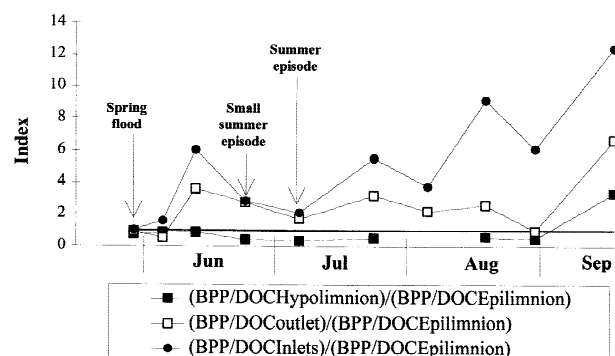 14
12
10
8
6
4
2
0
Index
Spring
flood
Small
summer
episode
Summer
episode
Jun Jul Aug Sep
(BPP/DOCHypolimnion)/(BPP/DOCEpilimnion)
(BPP/DOCoutlet)/(BPP/DOCEpilimnion)
(BPP/DOCInlets)/(BPP/DOCEpilimnion)